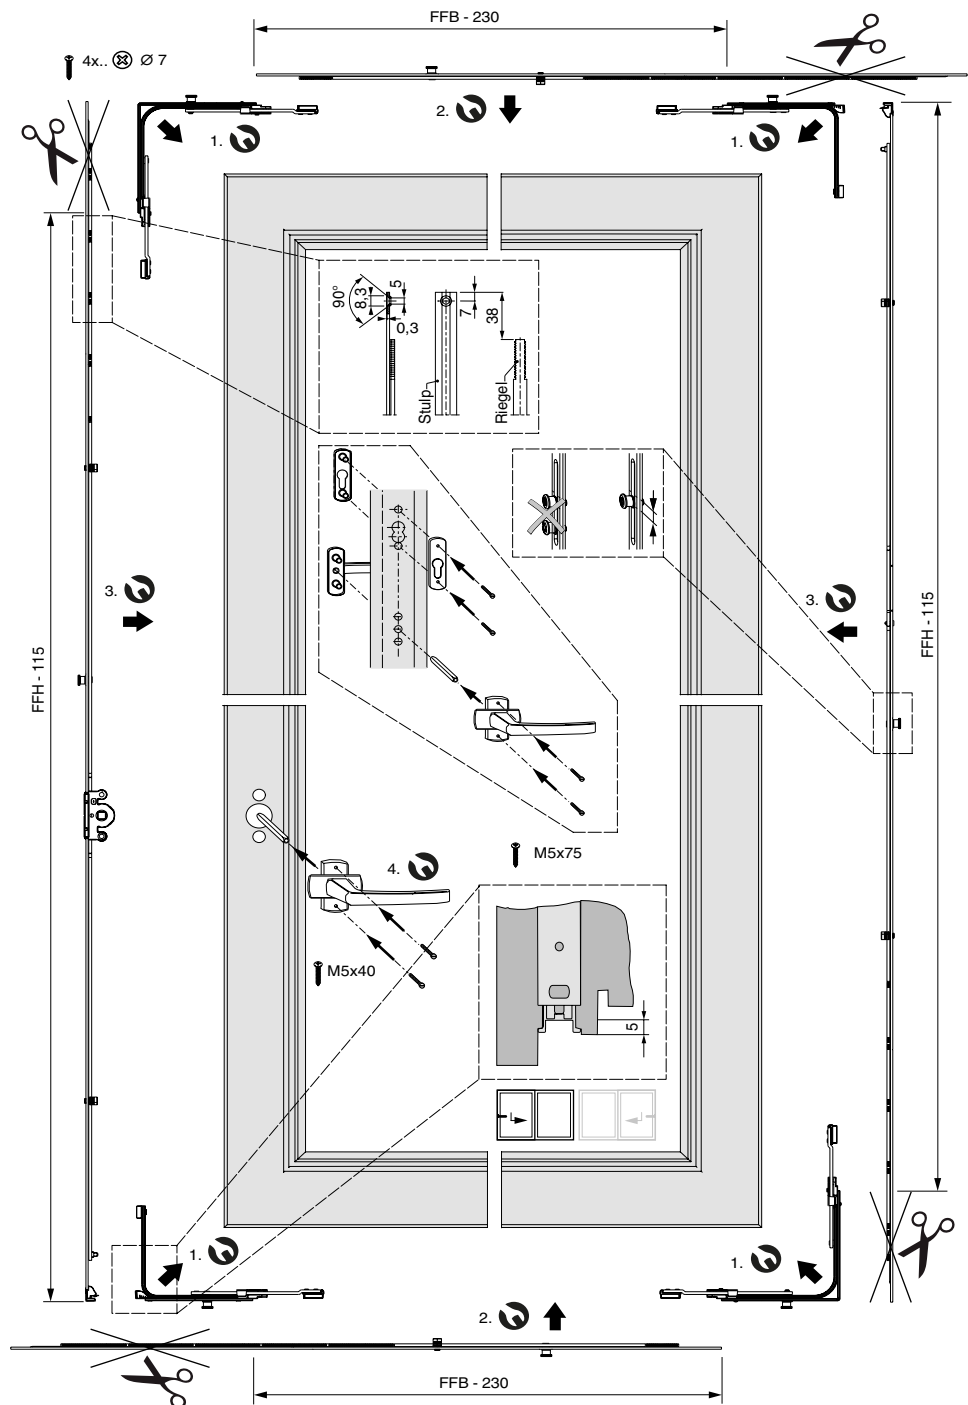 FFB - 230
4x.. Ø 7
2.
1.
1.
90°
8,3
5
0,3
7
38
Stulp
Riegel
3.
3.
FFH - 115
FFH - 115
4.
M5x75
M5x40
5
1.
1.
2.
FFB - 230